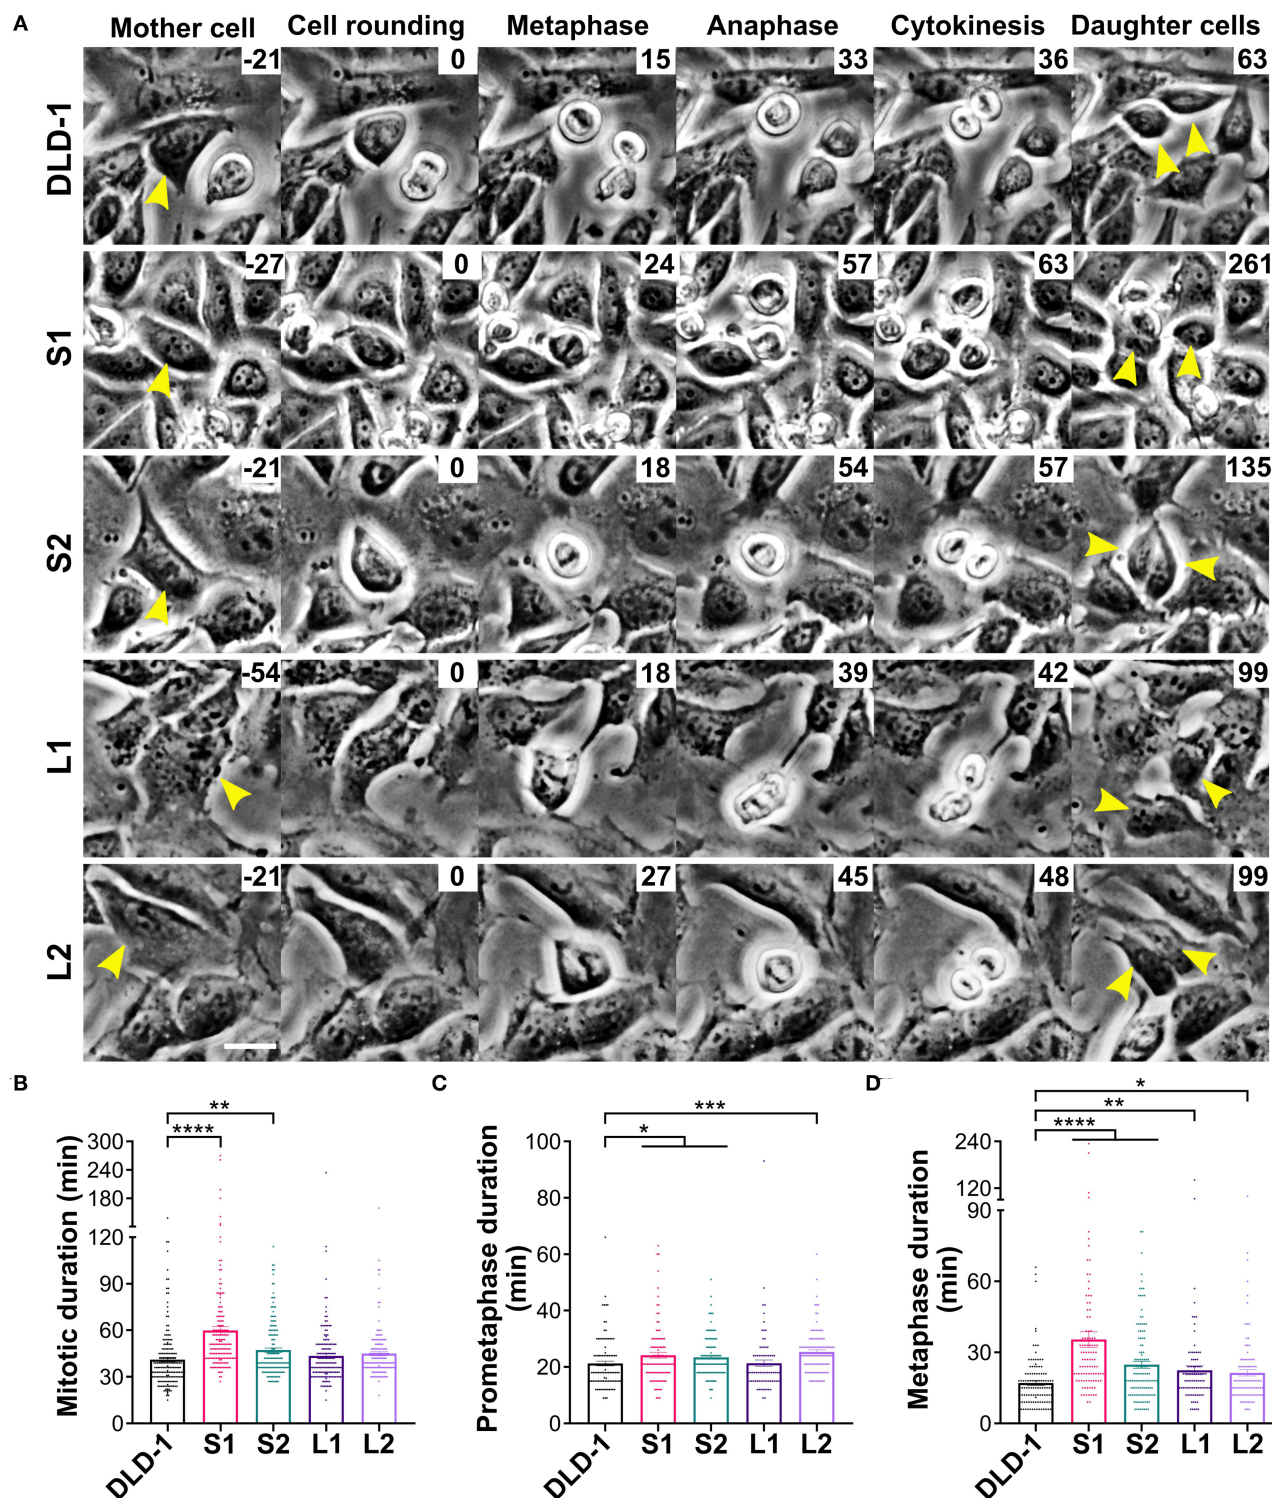 A
Mother cell Cell rounding Metaphase Anaphase Cytokinesis Daughter cells
DLD-1 -21 0 15 33 36 63
S1 -27 0 24 57 63 261
S2 -21 0 18 54 57 135
L1 -54 0 18 39 42 99
L2 -21 0 27 45 48 99
B
Mitotic duration (min)
**
****
300
240
180
120
90
60
30
0
DLD-1 S1 S2 L1 L2
C
Prometaphase duration
(min)
***
*
100
80
60
40
20
0
DLD-1 S1 S2 L1 L2
D
Metaphase duration
(min)
*
**
****
240
120
90
60
30
0
DLD-1 S1 S2 L1 L2